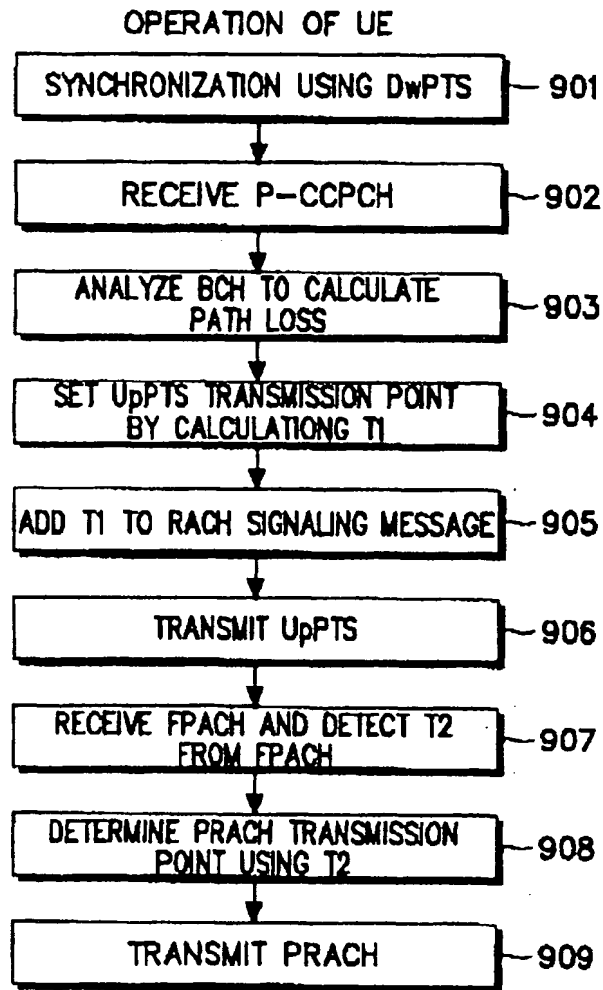 OPERATION OF UE
SYNCHRONIZATION USING DwPTS
901
RECEIVE P-CCPCH
902
ANALYZE BCH TO CALCULATE
PATH LOSS
903
SET UpPTS TRANSMISSION POINT
BY CALCULATIONG T1
904
ADD T1 TO RACH SIGNALING MESSAGE
905
TRANSMIT UpPTS
906
RECEIVE FPACH AND DETECT T2
FROM FPACH
907
DETERMINE PRACH TRANSMISSION
POINT USING T2
908
TRANSMIT PRACH
909